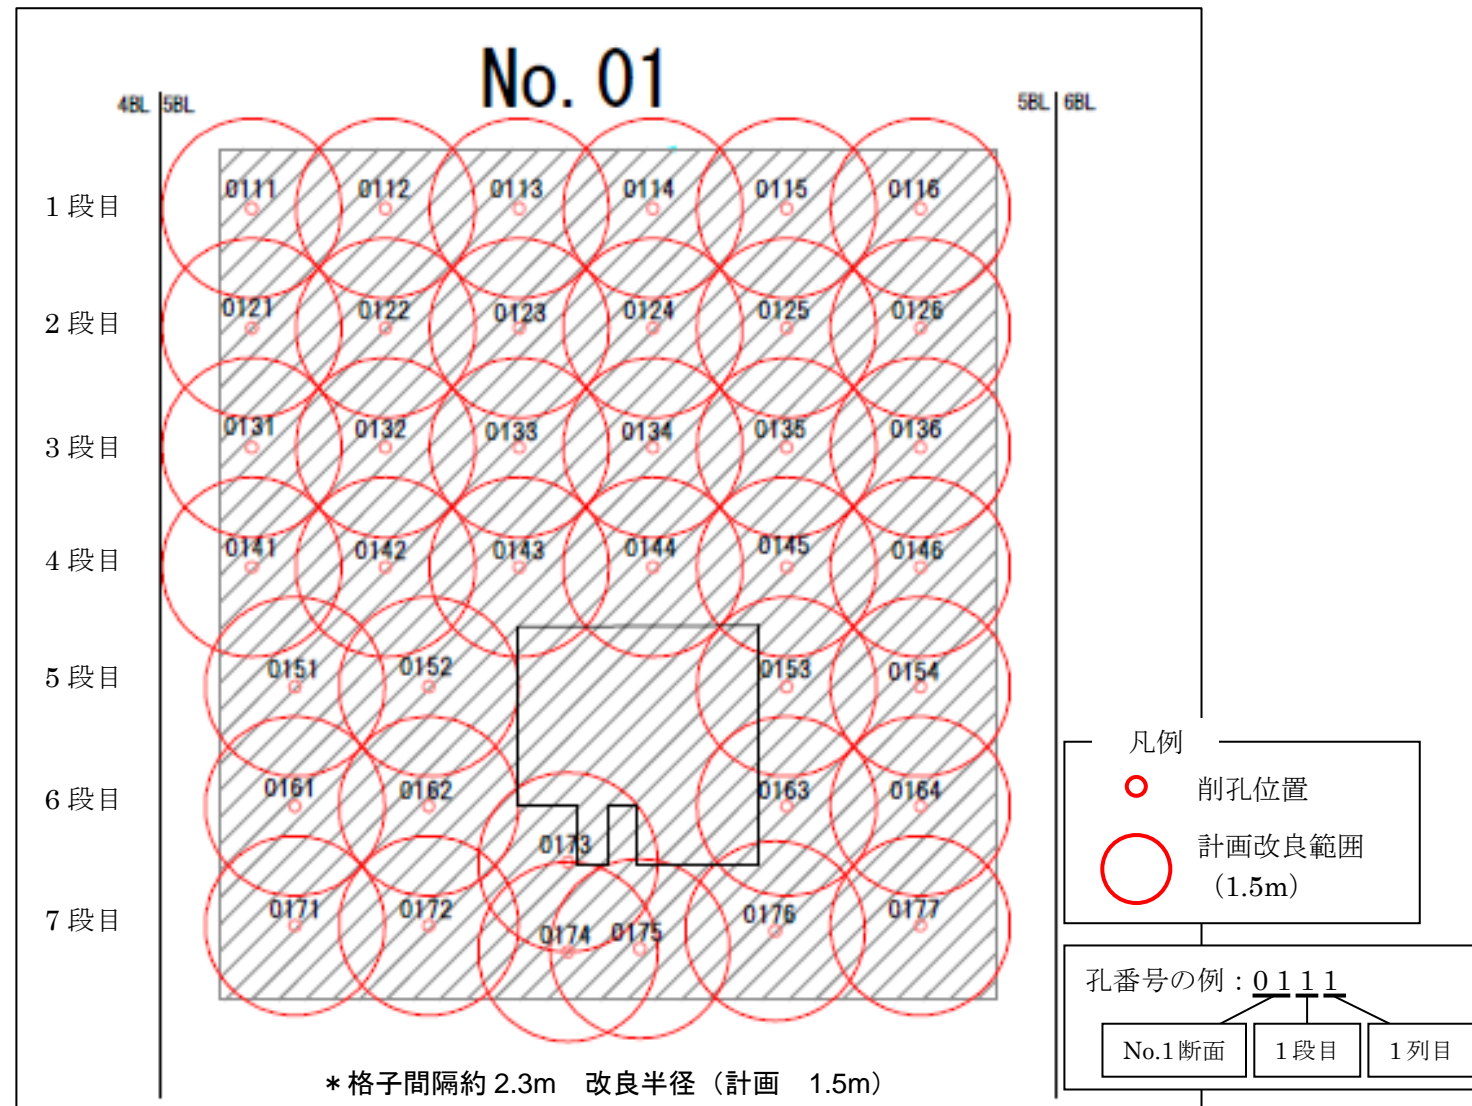 No. 01
4BL 5BL
5BL 6BL
1段目
0111 0112 0113 0114 0115 0116
2段目
0121 0122 0123 0124 0125 0126
3段目
0131 0132 0133 0134 0135 0136
4段目
0141 0142 0143 0144 0145 0146
5段目
0151 0152 0153 0154
6段目
0161 0162 0163 0164
0173
7段目
0171 0172 0174 0175 0176 0177
*格子間隔約 2.3m 改良半径(計画 1.5m)
凡例
削孔位置
計画改良範囲
(1.5m)
孔番号の例:0111
No.1断面 1段目 1列目